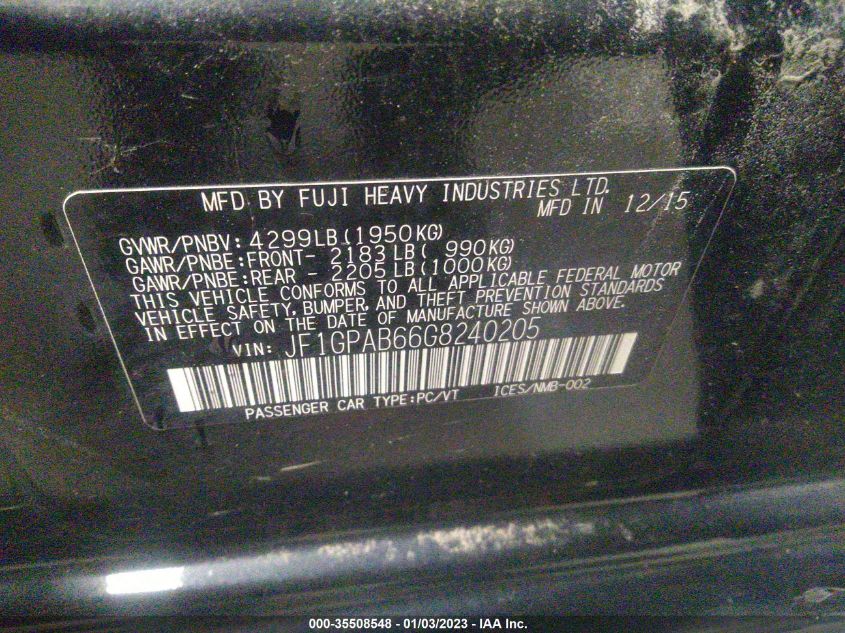 MFD BY FUJI HEAVY INDUSTRIES LTD.
MFD IN 12/15
GVWR/PNBV: 4299LB(1950KG)
GAWR/PNBE:FRONT- 2183LB( 990KG)
GAWR/PNBE:REAR - 2205LB(1000KG)
THIS VEHICLE CONFORMS TO ALL APPLICABLE FEDERAL MOTOR
VEHICLE SAFETY, BUMPER, AND THEFT PREVENTION STANDARDS
IN EFFECT ON THE DATE OF MANUFACTURE SHOWN ABOVE.
VIN: JF1GPAB66G8240205
PASSENGER CAR TYPE:PC/VT ICES/NMB-002
000-35508548 - 01/03/2023 - IAA Inc.